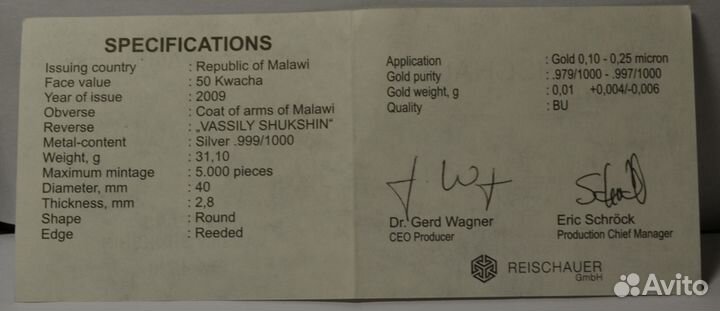 SPECIFICATIONS
Issuing country : Republic of Malawi
Face value : 50 Kwacha
Year of issue : 2009
Obverse : Coat of arms of Malawi
Reverse : „VASSILY SHUKSHIN“
Metal-content : Silver .999/1000
Weight, g : 31,10
Maximum mintage : 5.000 pieces
Diameter, mm : 40
Thickness, mm : 2,8
Shape : Round
Edge : Reeded
Application : Gold 0,10 - 0,25 micron
Gold purity : .979/1000 - .997/1000
Gold weight, g : 0,01 +0,004/-0,006
Quality : BU
Dr. Gerd Wagner
CEO Producer
Eric Schröck
Production Chief Manager
REISCHAUER
GmbH
Avito